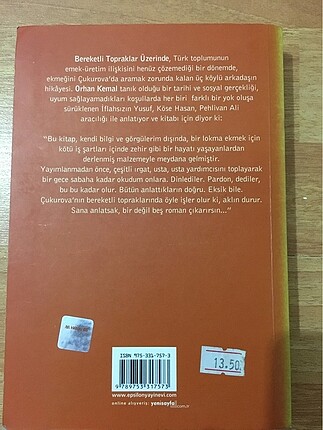 Bereketli Topraklar Üzerinde, Türk toplumunun
emek-üretim ilişkisini henüz çözemediği bir dönemde,
ekmeğini Çukurova'da aramak zorunda kalan üç köylü arkadaşın
hikâyesi. Orhan Kemal tanık olduğu bir tarihi ve sosyal gerçekliği,
uyum sağlayamadıkları koşullarda her biri farklı bir yok oluşa
sürüklenen İflahsızın Yusuf, Köse Hasan, Pehlivan Ali
aracılığı ile anlatıyor ve kitabı için diyor ki:
"Bu kitap, kendi bilgi ve görgülerim dışında, bir lokma ekmek için
kötü iş şartları içinde zehir gibi bir hayatı yaşayanlardan
derlenmiş malzemeyle meydana gelmiştir.
Yayımlanmadan önce, çeşitli ırgat, usta, usta yardımcısını toplayarak
bir gece sabaha kadar okudum onlara. Dinlediler. Pardon, dediler,
bu bu kadar olur. Bütün anlattıkların doğru. Eksik bile.
Çukurova'nın bereketli topraklarında öyle işler olur ki, aklın durur.
Sana anlatsak, bir değil beş roman çıkarırsın..."
ISBN 975-331-757-3
9 789753 317573
13.50
www.epsilonyayinevi.com
online alışveriş: yenisayfa